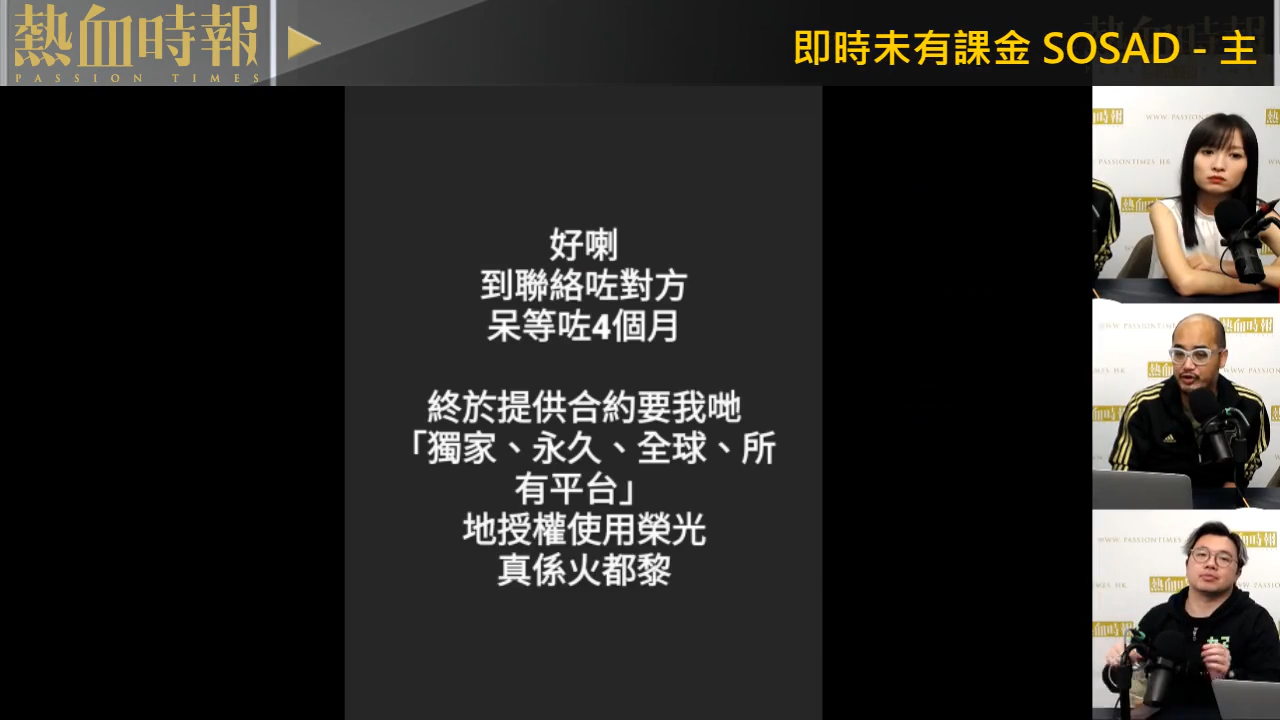 熱血時報
PASSION TIMES
即時未有課金 SOSAD - 主
好喇
到聯絡咗對方
呆等咗4個月
終於提供合約要我哋
「獨家、永久、全球、所
有平台」
地授權使用榮光
真係火都黎